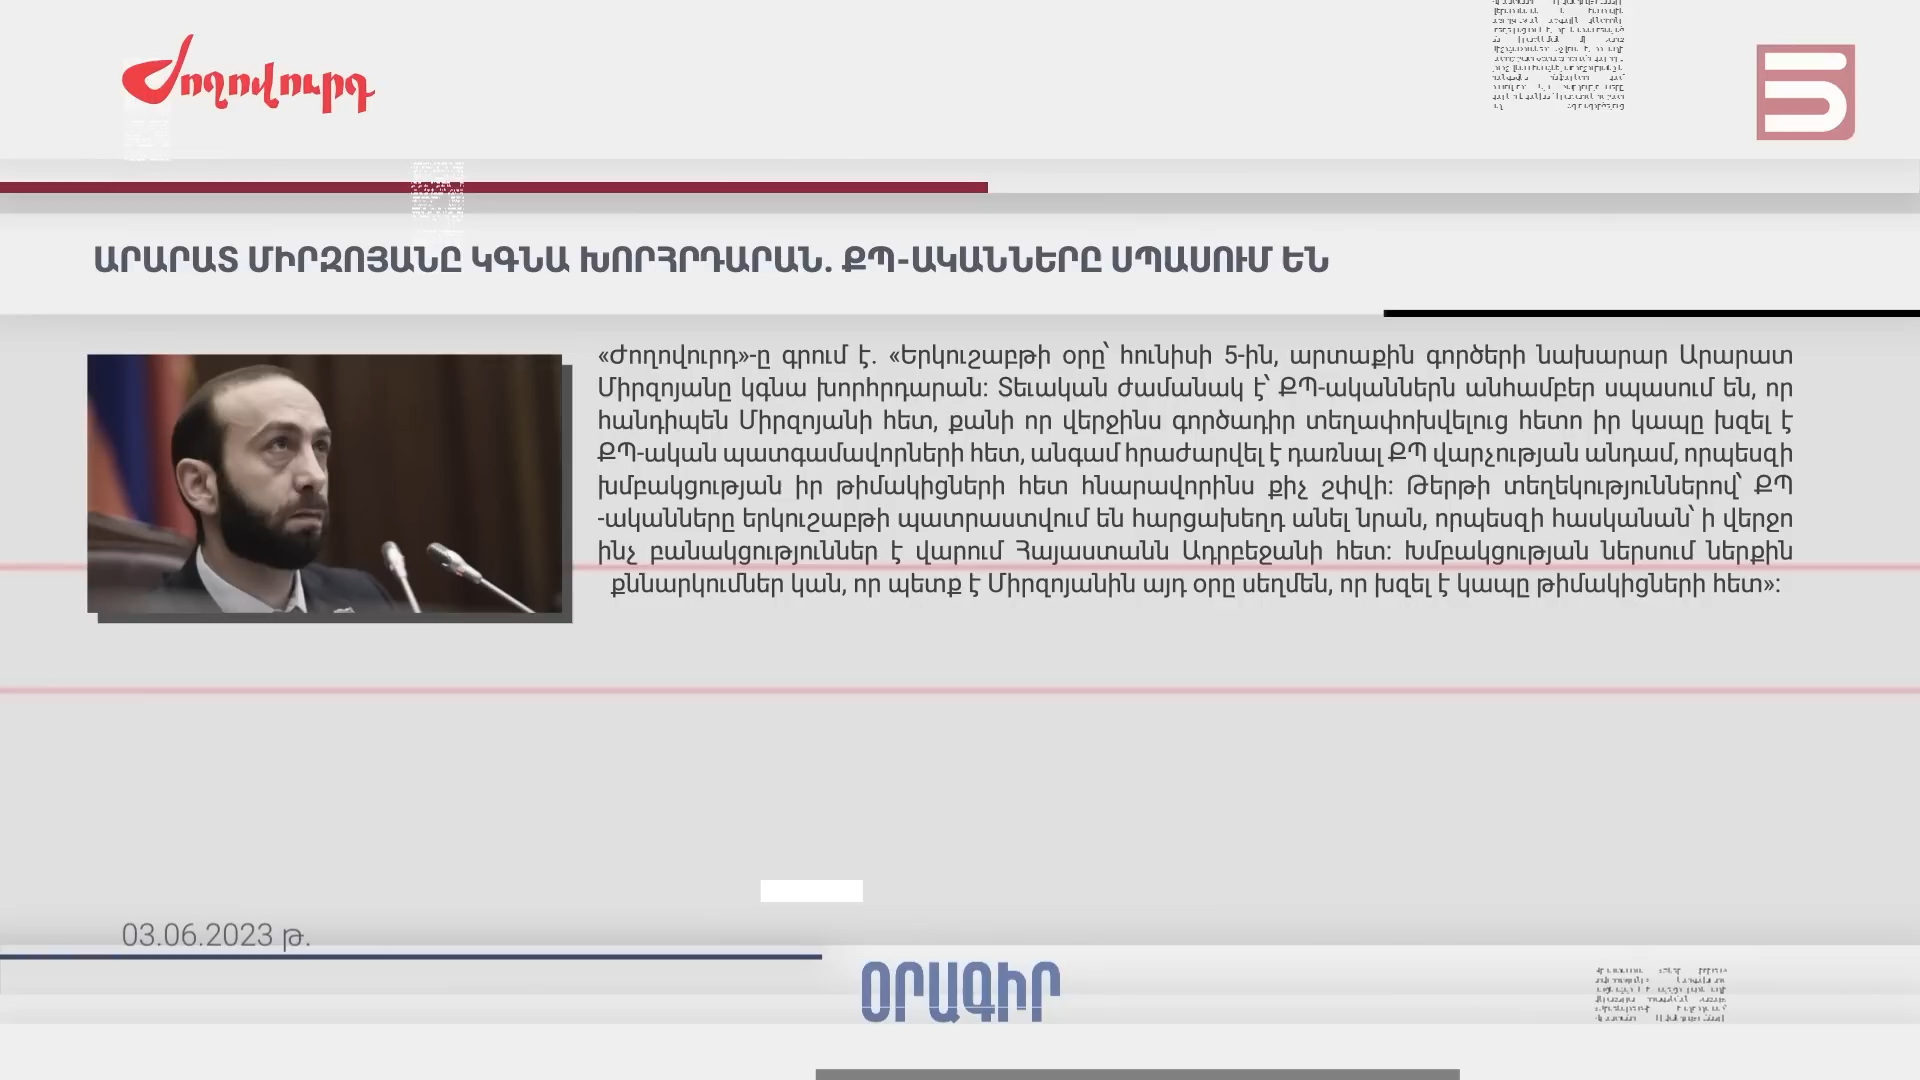 Ժողովուրդ
5
ԱՐԱՐԱՏ ՄԻՐԶՈՅԱՆԸ ԿԳՆԱ ԽՈՐՀՐԴԱՐԱՆ. ՔՊ-ԱԿԱՆՆԵՐԸ ՍՊԱՍՈՒՄ ԵՆ
«Ժողովուրդ»-ը գրում է. «Երկուշաբթի օրը՝ հունիսի 5-ին, արտաքին գործերի նախարար Արարատ
Միրզոյանը կգնա խորհրդարան: Տեւական ժամանակ է՝ ՔՊ-ականներն անհամբեր սպասում են, որ
հանդիպեն Միրզոյանի հետ, քանի որ վերջինս գործադիր տեղափոխվելուց հետո իր կապը խզել է
ՔՊ-ական պատգամավորների հետ, անգամ հրաժարվել է դառնալ ՔՊ վարչության անդամ, որպեսզի
խմբակցության իր թիմակիցների հետ հնարավորինս քիչ շփվի: Թերթի տեղեկություններով՝ ՔՊ
-ականները երկուշաբթի պատրաստվում են հարցախեղդ անել նրան, որպեսզի հասկանան՝ ի վերջո
ինչ բանակցություններ է վարում Հայաստանն Ադրբեջանի հետ: Խմբակցության ներսում ներքին
քննարկումներ կան, որ պետք է Միրզոյանին այդ օրը սեղմեն, որ խզել է կապը թիմակիցների հետ»:
03.06.2023 թ.
ՕՐԱԳԻՐ